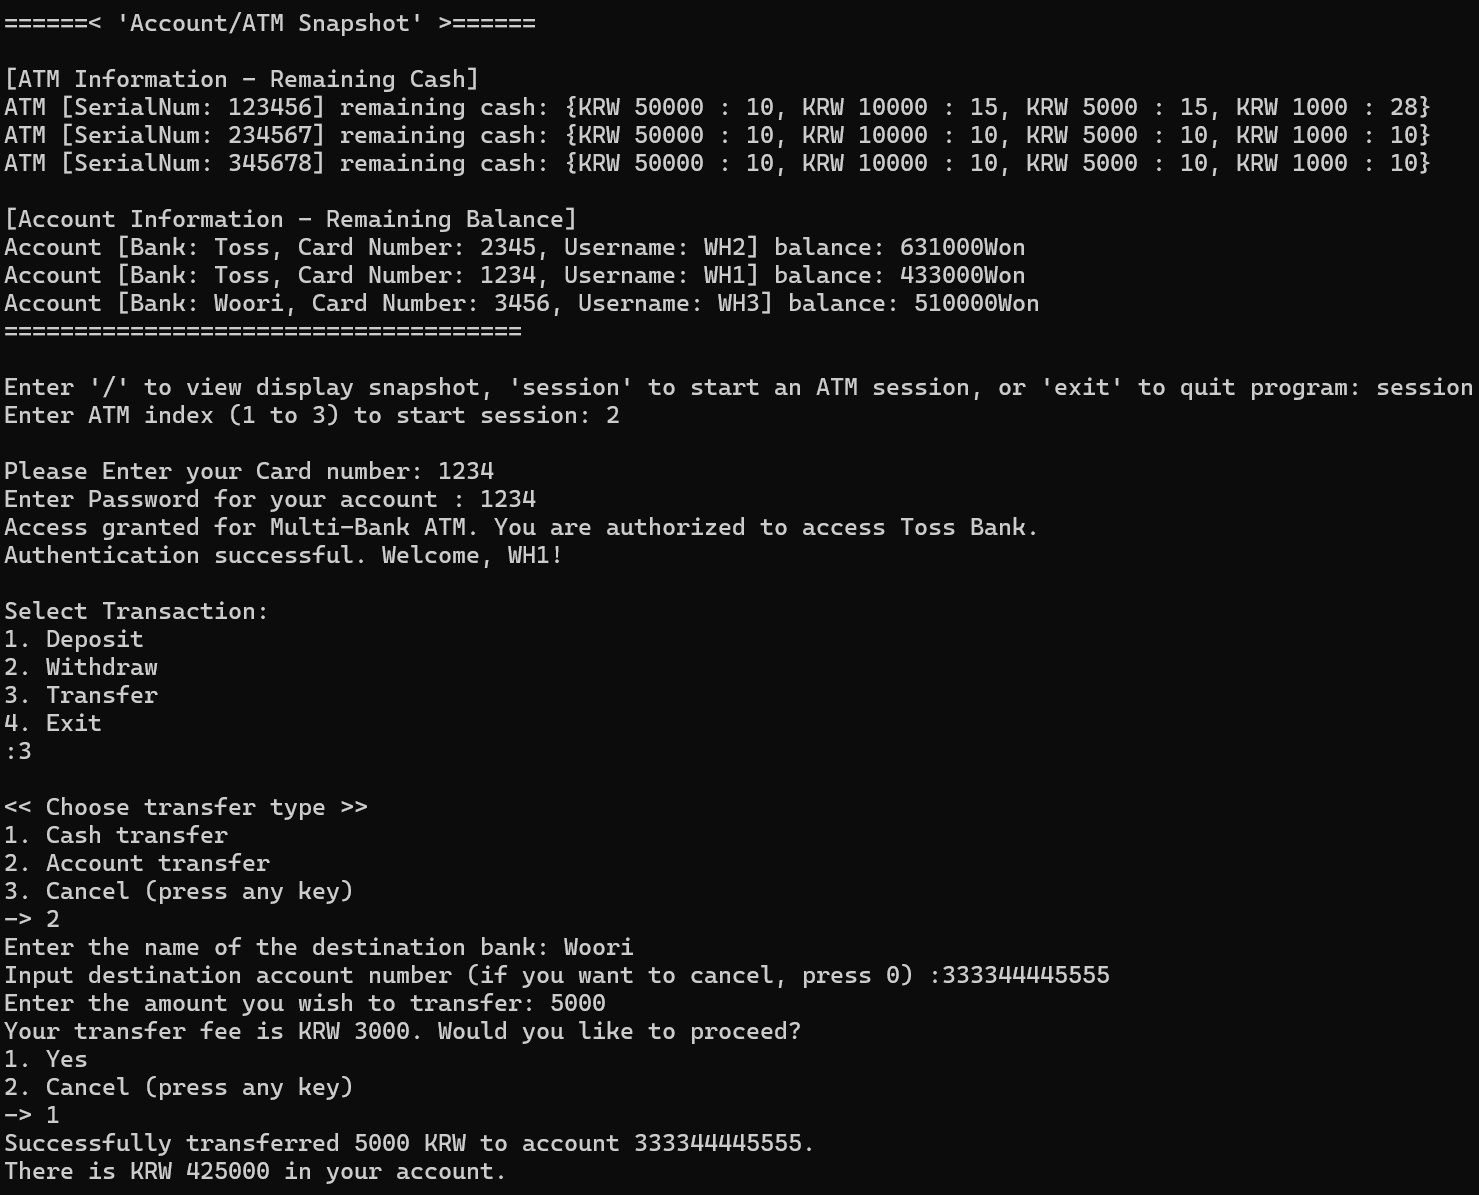 ======< 'Account/ATM Snapshot' >======
[ATM Information - Remaining Cash]
ATM [SerialNum: 123456] remaining cash: {KRW 50000 : 10, KRW 10000 : 15, KRW 5000 : 15, KRW 1000 : 28}
ATM [SerialNum: 234567] remaining cash: {KRW 50000 : 10, KRW 10000 : 10, KRW 5000 : 10, KRW 1000 : 10}
ATM [SerialNum: 345678] remaining cash: {KRW 50000 : 10, KRW 10000 : 10, KRW 5000 : 10, KRW 1000 : 10}
[Account Information - Remaining Balance]
Account [Bank: Toss, Card Number: 2345, Username: WH2] balance: 631000Won
Account [Bank: Toss, Card Number: 1234, Username: WH1] balance: 433000Won
Account [Bank: Woori, Card Number: 3456, Username: WH3] balance: 510000Won
=====================================
Enter '/' to view display snapshot, 'session' to start an ATM session, or 'exit' to quit program: session
Enter ATM index (1 to 3) to start session: 2
Please Enter your Card number: 1234
Enter Password for your account : 1234
Access granted for Multi-Bank ATM. You are authorized to access Toss Bank.
Authentication successful. Welcome, WH1!
Select Transaction:
1. Deposit
2. Withdraw
3. Transfer
4. Exit
:3
<< Choose transfer type >>
1. Cash transfer
2. Account transfer
3. Cancel (press any key)
-> 2
Enter the name of the destination bank: Woori
Input destination account number (if you want to cancel, press 0) :333344445555
Enter the amount you wish to transfer: 5000
Your transfer fee is KRW 3000. Would you like to proceed?
1. Yes
2. Cancel (press any key)
-> 1
Successfully transferred 5000 KRW to account 333344445555.
There is KRW 425000 in your account.